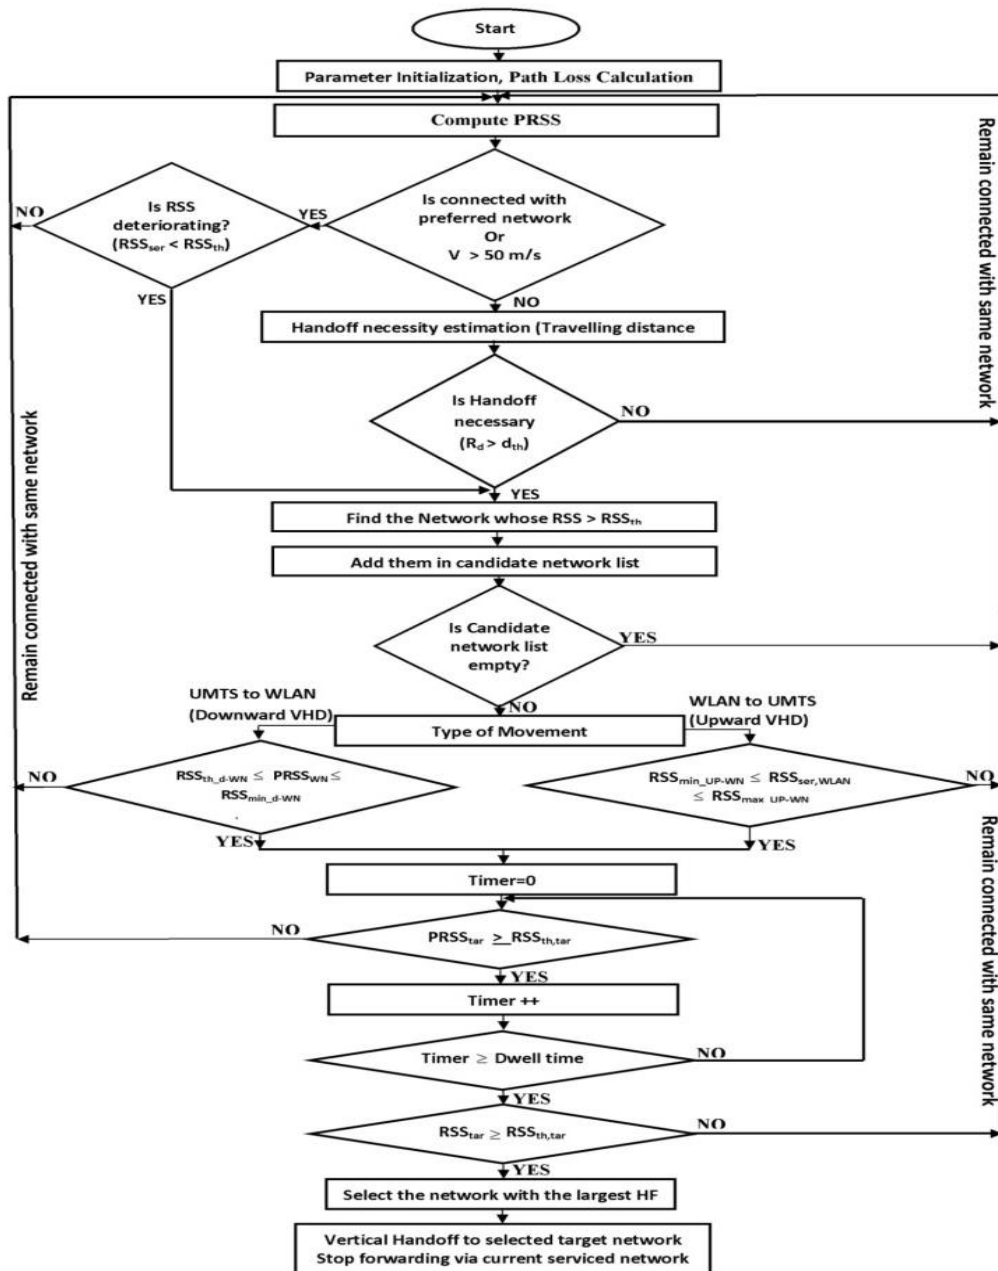 Start
Parameter Initialization, Path Loss Calculation
Compute PRSS
Is connected with
preferred network
Or
V > 50 m/s
YES
NO
Is RSS
deteriorating?
(RSSser < RSSth)
NO
YES
Handoff necessity estimation (Travelling distance
Is Handoff
necessary
(Rd > dth)
NO
YES
Find the Network whose RSS > RSSth
Add them in candidate network list
Is Candidate
network list
empty?
YES
NO
UMTS to WLAN
(Downward VHD)
Type of Movement
WLAN to UMTS
(Upward VHD)
RSSth_d-WN ≤ PRSSWN ≤
RSSmin_d-WN
.
NO
YES
RSSmin_UP-WN ≤ RSSser,WLAN
≤ RSSmax_UP-WN
NO
YES
Timer=0
PRSStar ≥ RSSth,tar
NO
YES
Timer ++
Timer ≥ Dwell time
NO
YES
RSStar ≥ RSSth,tar
NO
YES
Select the network with the largest HF
Vertical Handoff to selected target network
Stop forwarding via current serviced network
Remain connected with same network
Remain connected with same network
Remain connected with same network